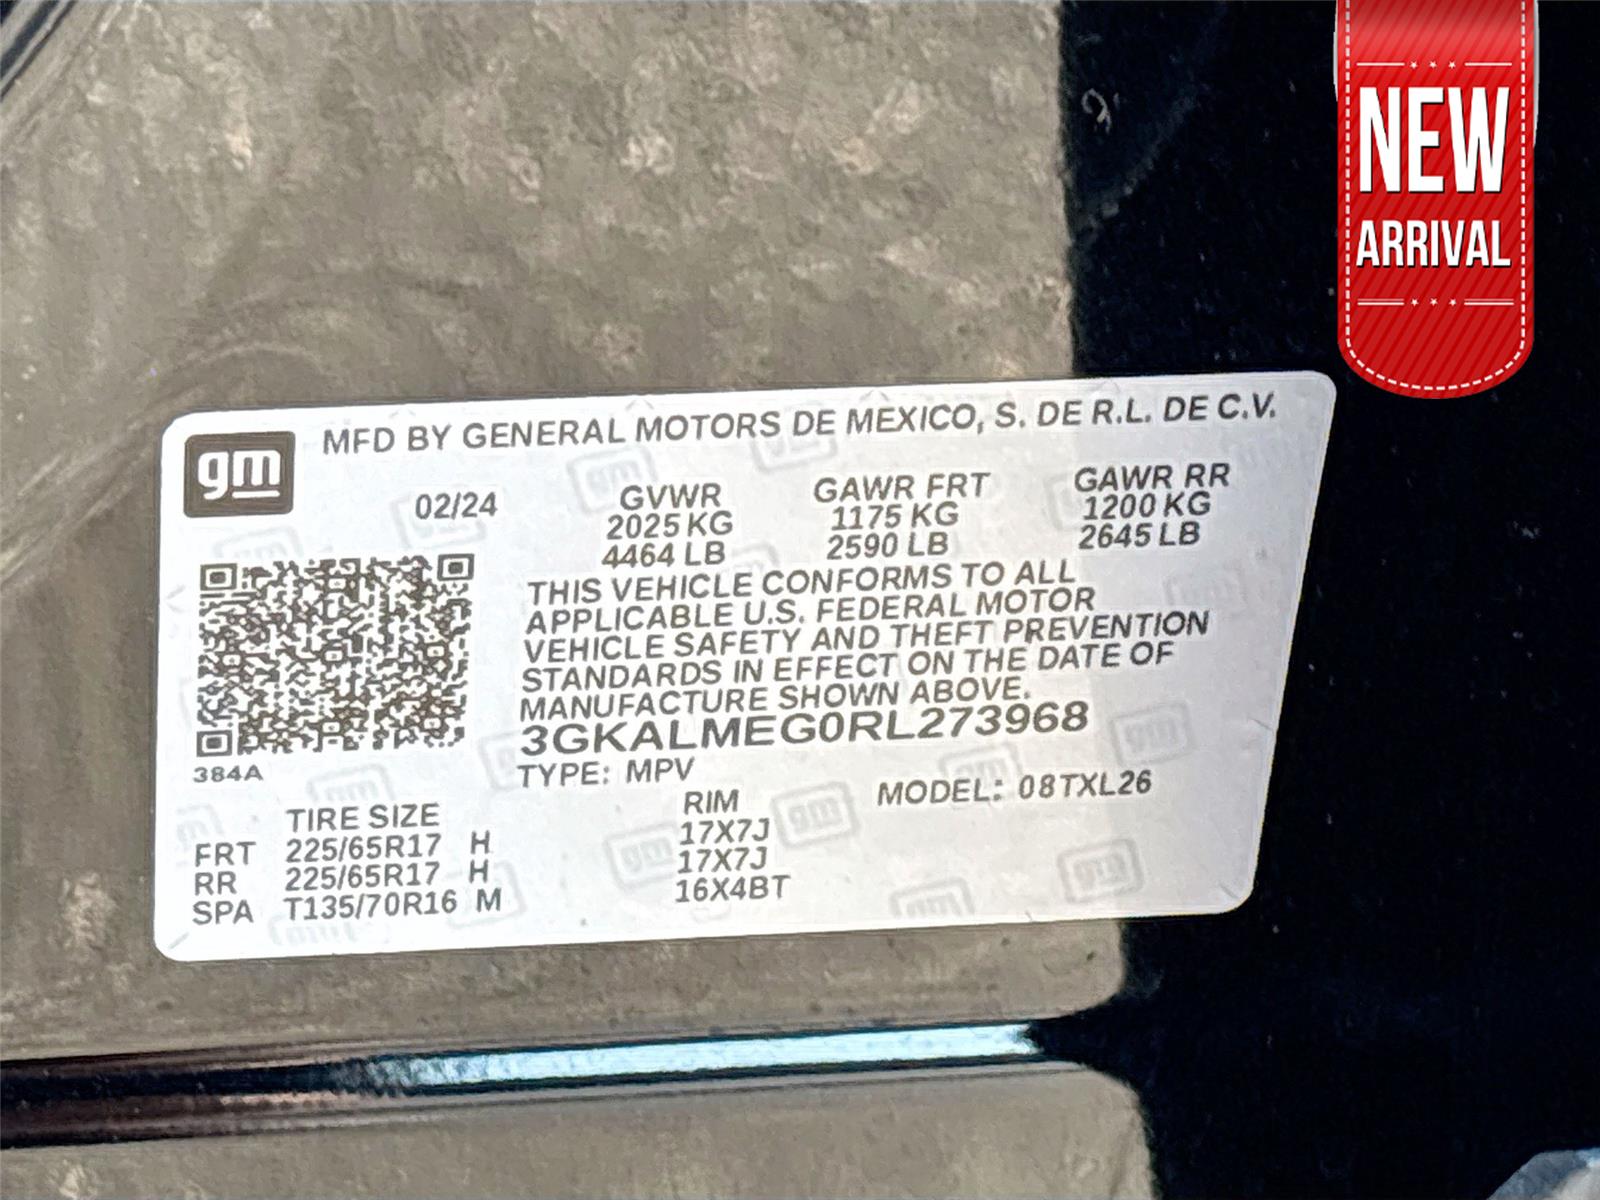 NEW
ARRIVAL
gm
MFD BY GENERAL MOTORS DE MEXICO, S. DE R.L. DE C.V.
02/24 GVWR GAWR FRT GAWR RR
2025 KG 1175 KG 1200 KG
4464 LB 2590 LB 2645 LB
THIS VEHICLE CONFORMS TO ALL
APPLICABLE U.S. FEDERAL MOTOR
VEHICLE SAFETY AND THEFT PREVENTION
STANDARDS IN EFFECT ON THE DATE OF
MANUFACTURE SHOWN ABOVE.
3GKALMEG0RL273968
384A TYPE: MPV MODEL: 08TXL26
TIRE SIZE RIM
FRT 225/65R17 H 17X7J
RR 225/65R17 H 17X7J
SPA T135/70R16 M 16X4BT